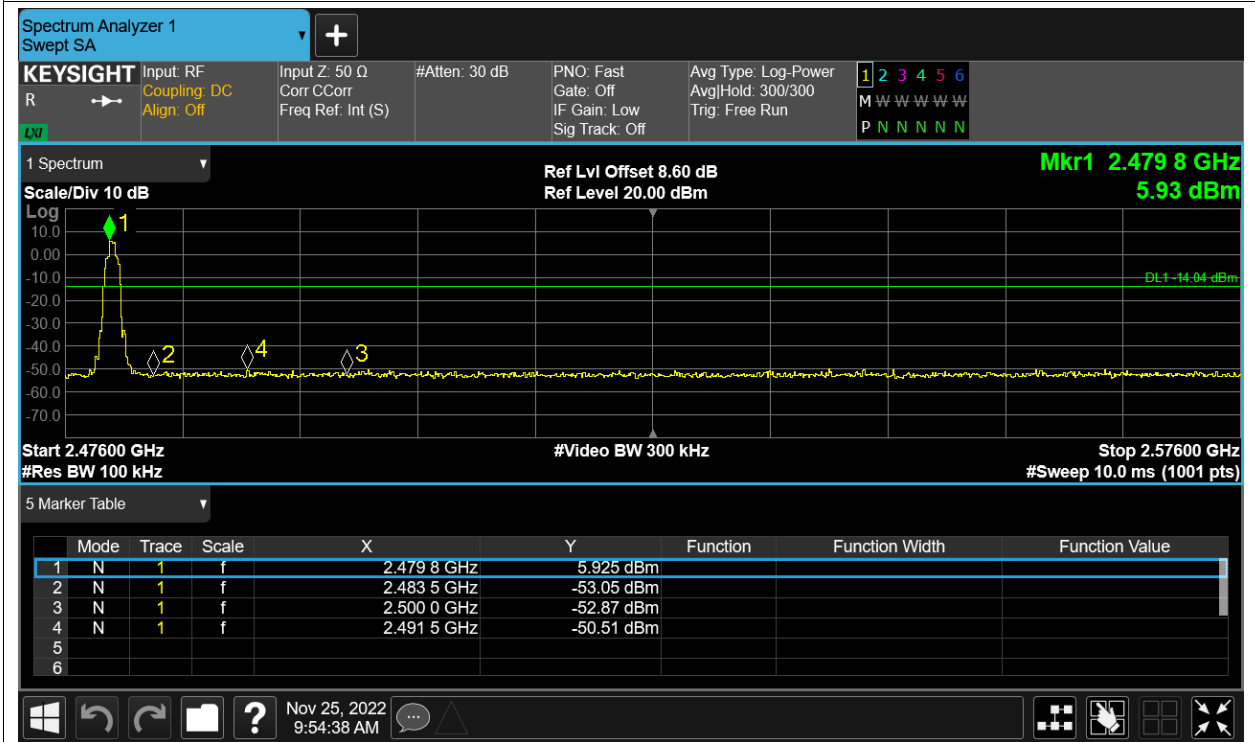 Spectrum Analyzer 1
Swept SA
+
KEYSIGHT Input: RF Input Z: 50 Ω #Atten: 30 dB PNO: Fast Avg Type: Log-Power 1 2 3 4 5 6
R Coupling: DC Corr CCorr Gate: Off Avg|Hold: 300/300 M W W W W W
Align: Off Freq Ref: Int (S) IF Gain: Low Trig: Free Run
LXI Sig Track: Off P N N N N N
1 Spectrum Ref Lvl Offset 8.60 dB Mkr1 2.479 8 GHz
Scale/Div 10 dB Ref Level 20.00 dBm 5.93 dBm
Log
1
10.0
0.00
-10.0 DL1 -14.04 dBm
-20.0
-30.0
-40.0 2 4 3
-50.0
-60.0
-70.0
Start 2.47600 GHz #Video BW 300 kHz Stop 2.57600 GHz
#Res BW 100 kHz #Sweep 10.0 ms (1001 pts)
5 Marker Table
Mode Trace Scale X Y Function Function Width Function Value
1 N 1 f 2.479 8 GHz 5.925 dBm
2 N 1 f 2.483 5 GHz -53.05 dBm
3 N 1 f 2.500 0 GHz -52.87 dBm
4 N 1 f 2.491 5 GHz -50.51 dBm
5
6
? Nov 25, 2022
9:54:38 AM